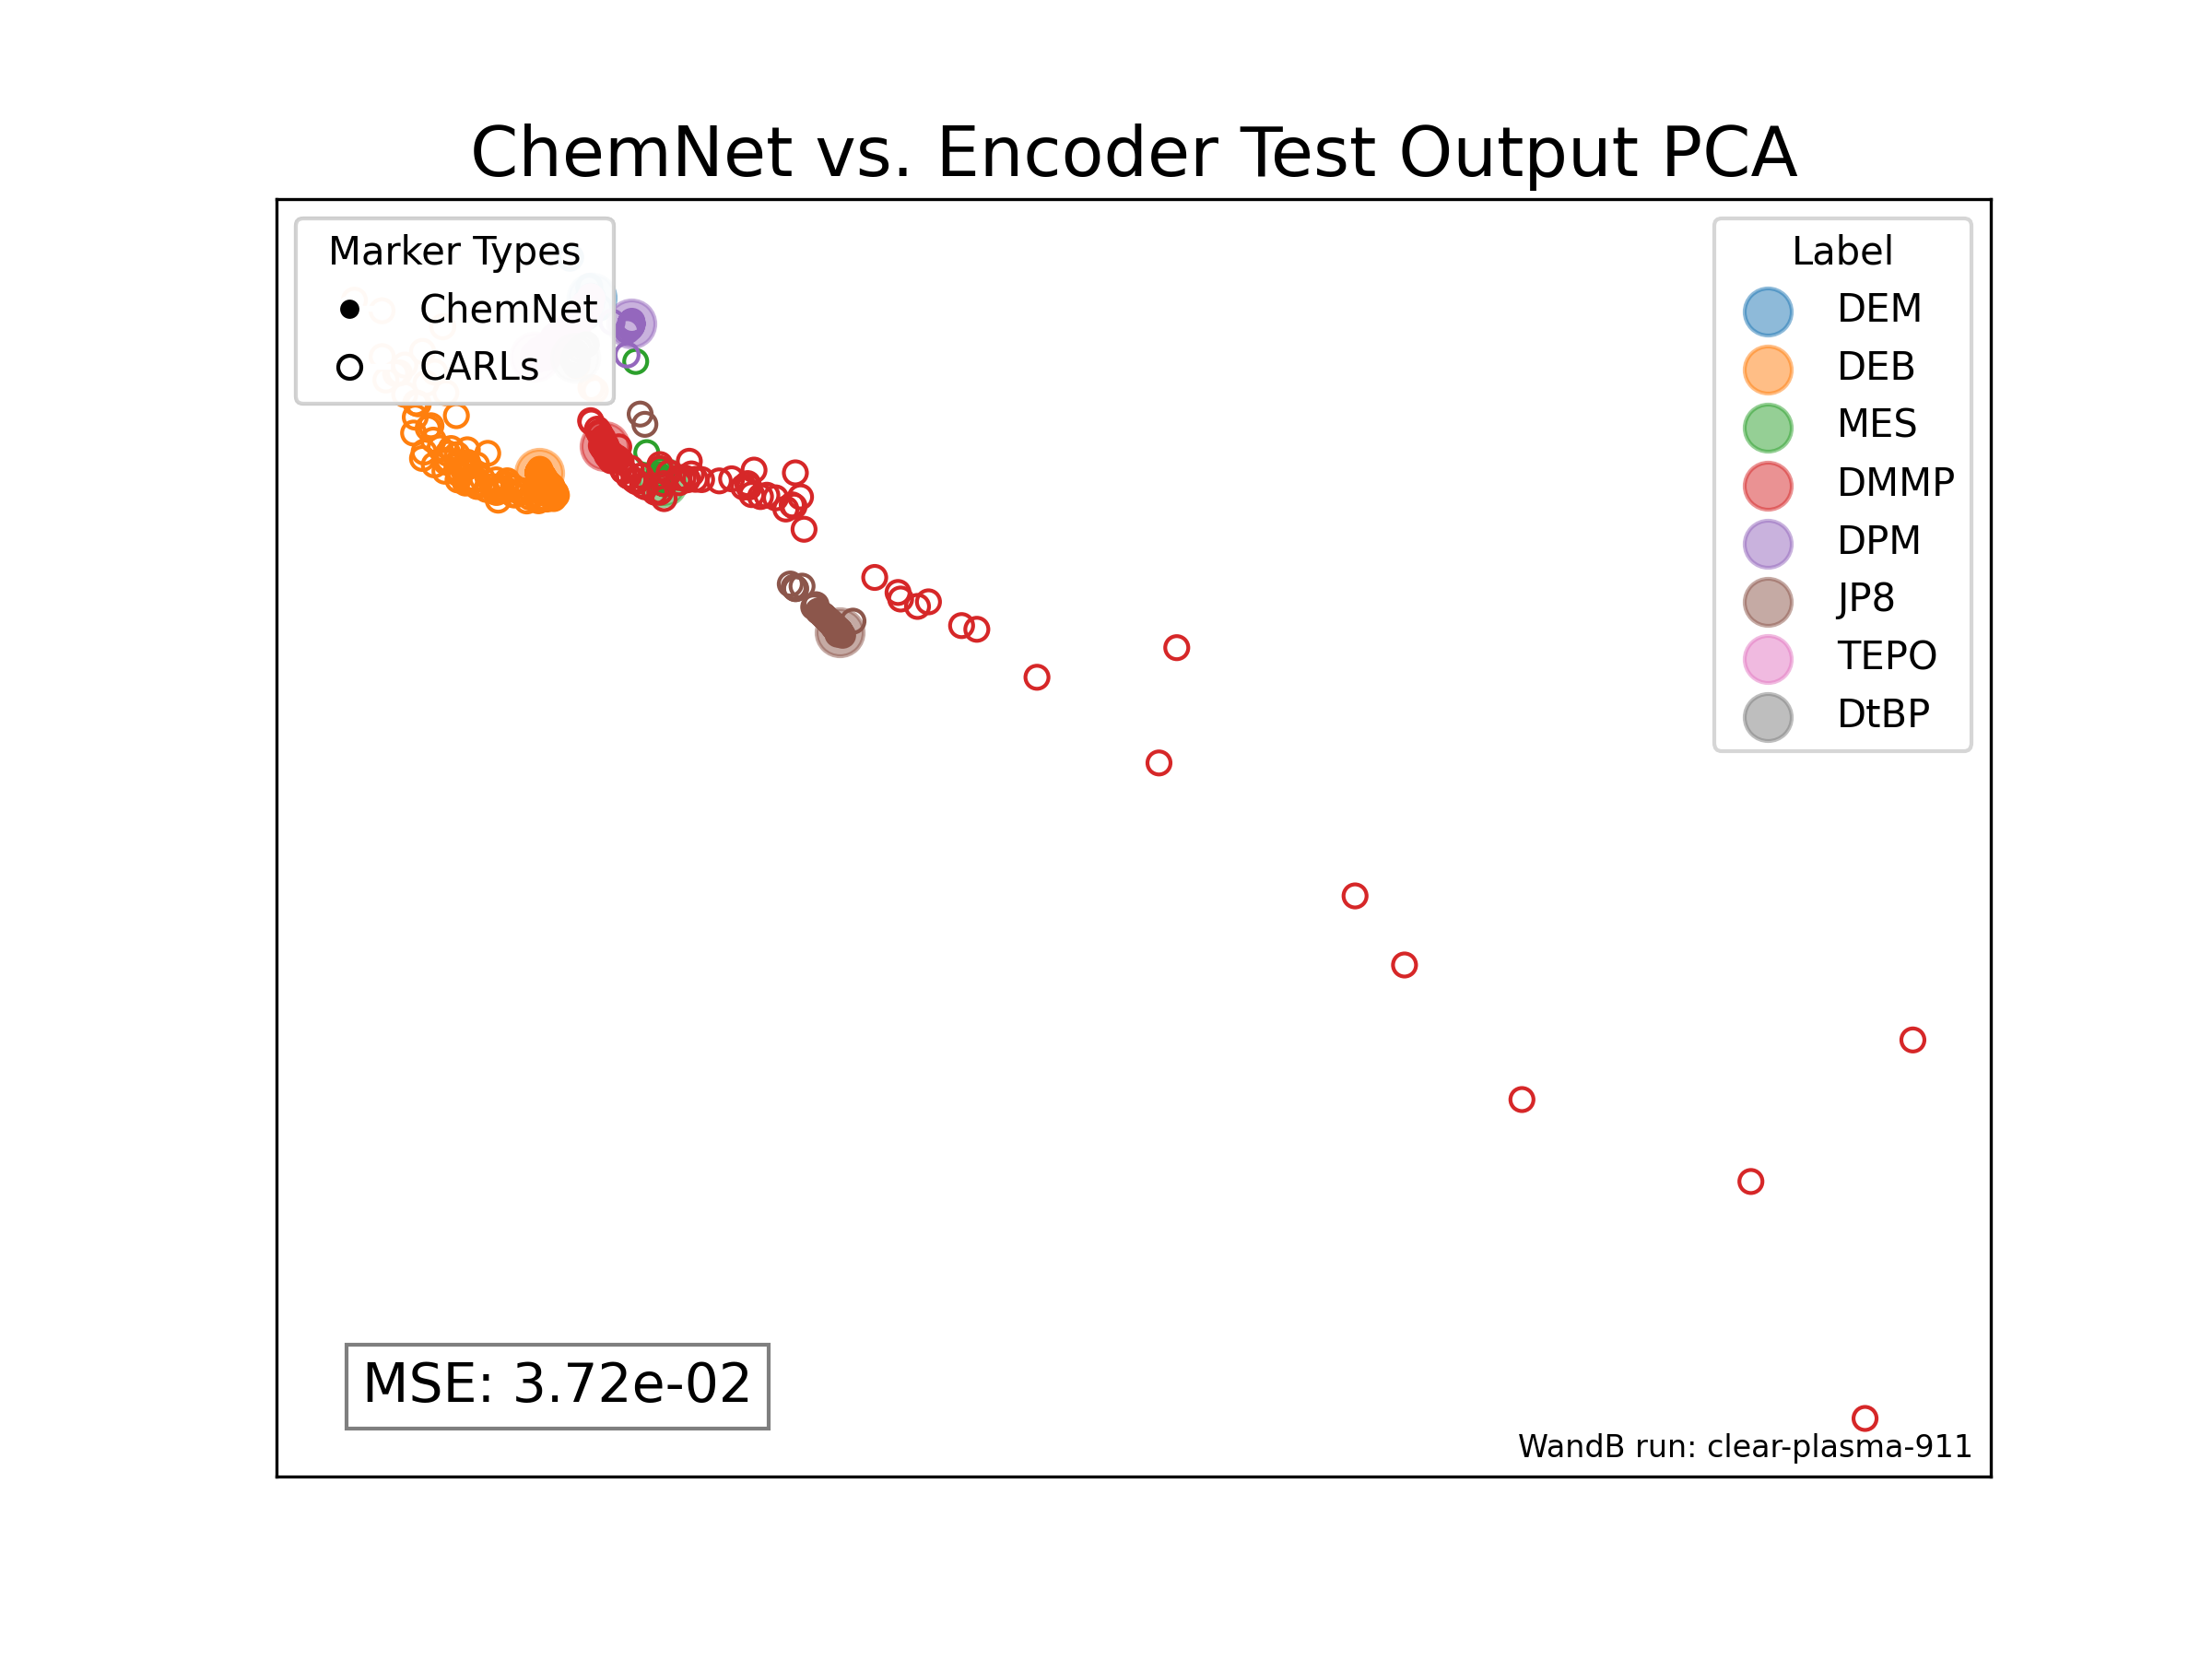 ChemNet vs. Encoder Test Output PCA
Marker Types
ChemNet
CARLs
Label
DEM
DEB
MES
DMMP
DPM
JP8
TEPO
DtBP
MSE: 3.72e-02
WandB run: clear-plasma-911